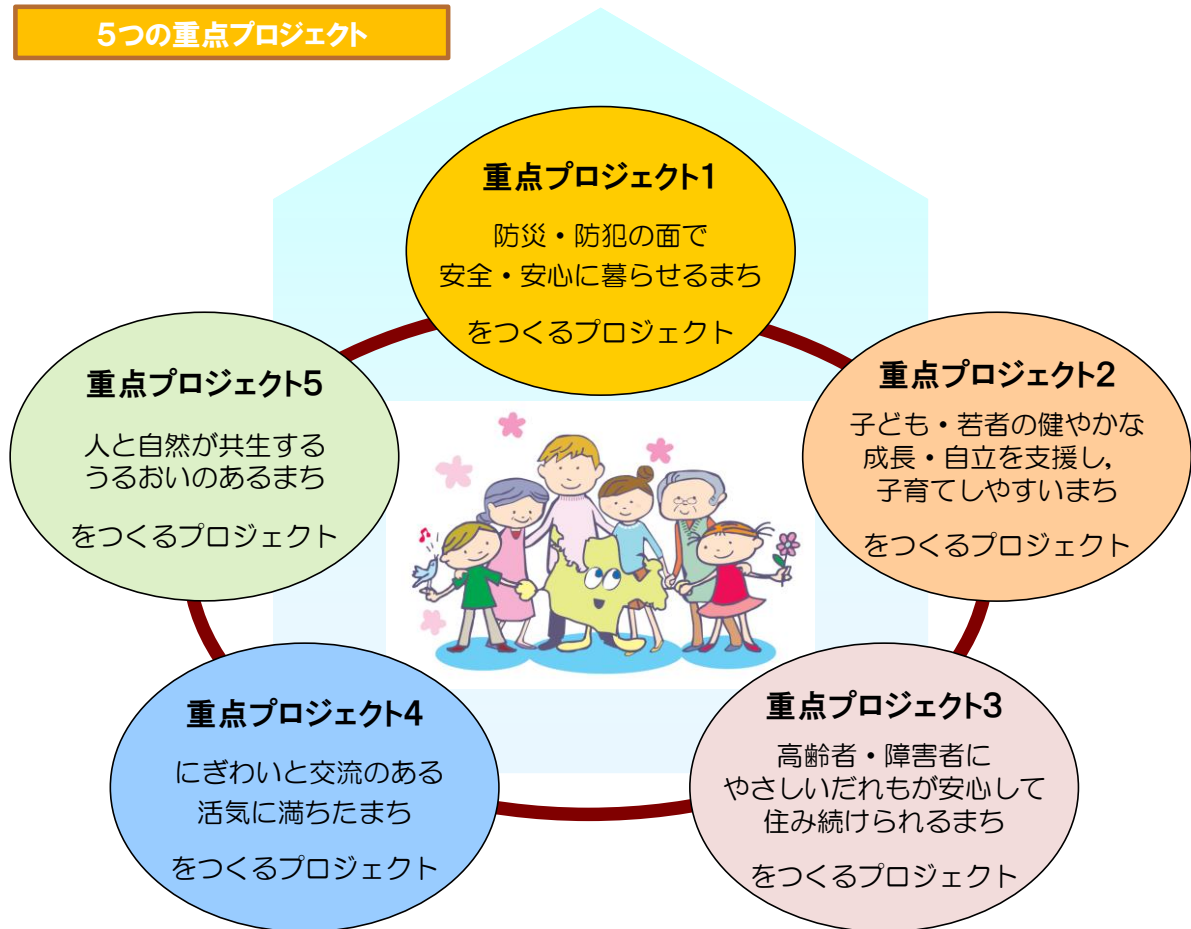 5つの重点プロジェクト
重点プロジェクト1
防災・防犯の面で
安全・安心に暮らせるまち
をつくるプロジェクト
重点プロジェクト2
子ども・若者の健やかな
成長・自立を支援し，
子育てしやすいまち
をつくるプロジェクト
重点プロジェクト3
高齢者・障害者に
やさしいだれもが安心して
住み続けられるまち
をつくるプロジェクト
重点プロジェクト4
にぎわいと交流のある
活気に満ちたまち
をつくるプロジェクト
重点プロジェクト5
人と自然が共生する
うるおいのあるまち
をつくるプロジェクト